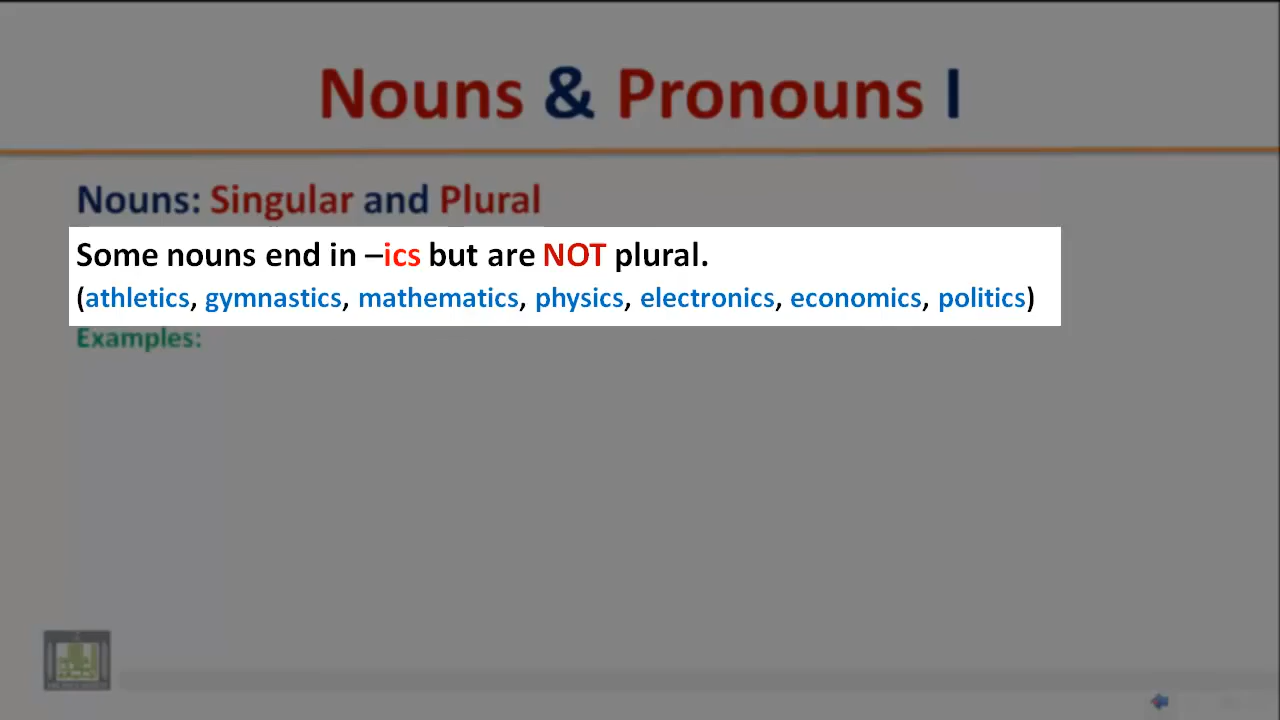 Nouns & Pronouns I
Nouns: Singular and Plural
Some nouns end in –ics but are NOT plural.
(athletics, gymnastics, mathematics, physics, electronics, economics, politics)
Examples: